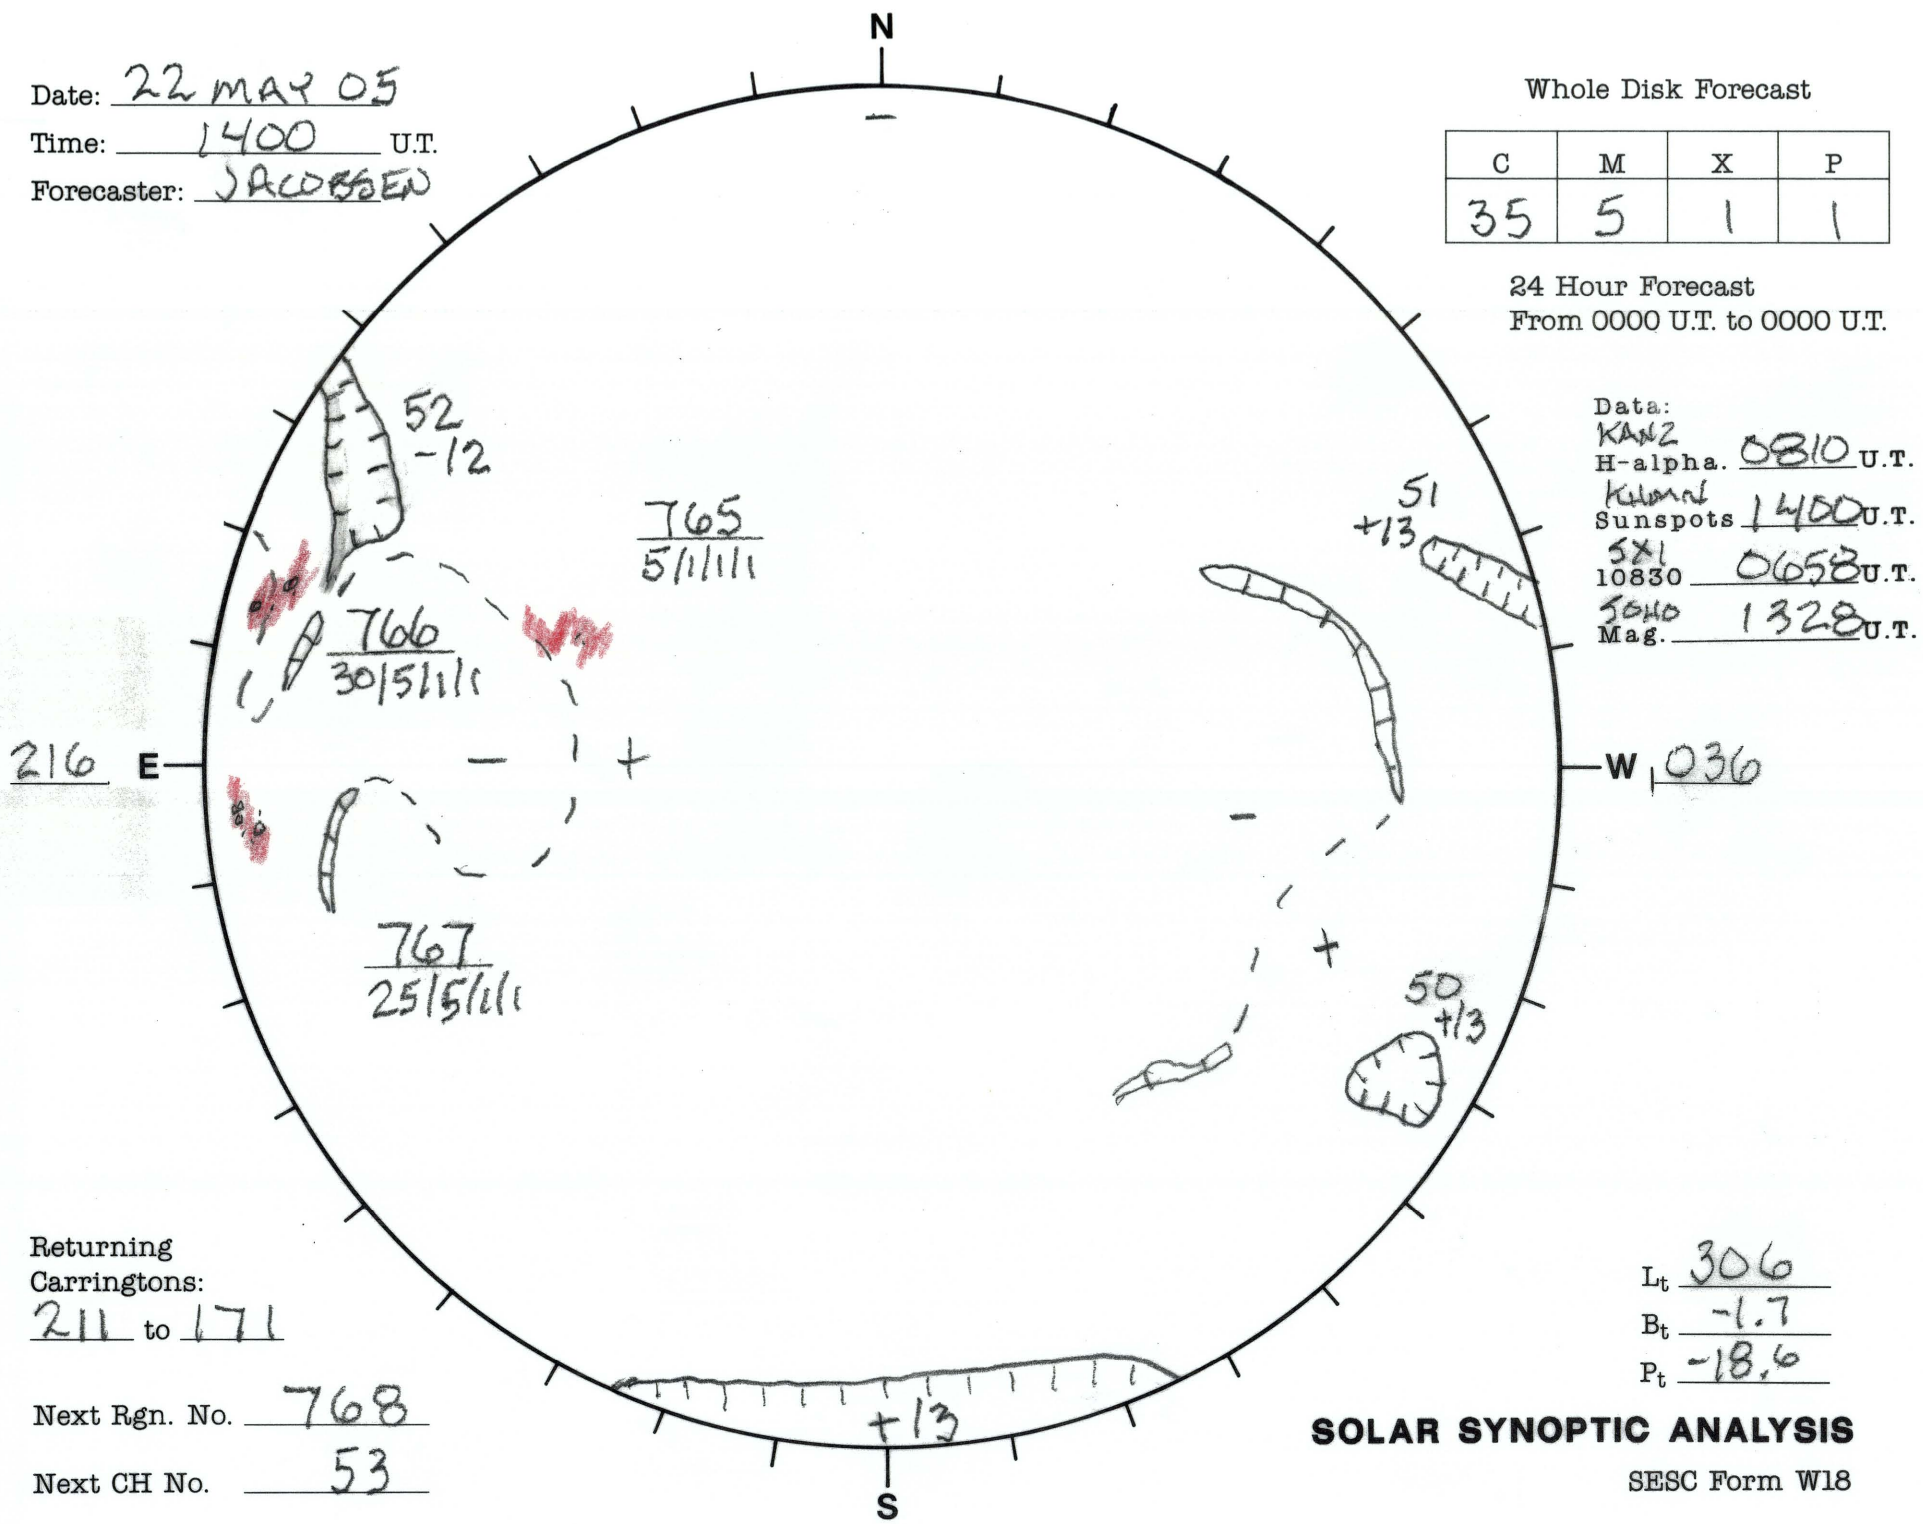 N
Date: 22 MAY 05
Time: 1400 U.T.
Forecaster: JACOBSEN
Whole Disk Forecast
C M X P
35 5 1 1
24 Hour Forecast
From 0000 U.T. to 0000 U.T.
Data:
KANZ
H-alpha. 0810 U.T.
Sunspots 1400 U.T.
SXI
10830 0658 U.T.
SOHO
Mag. 1328 U.T.
–
52
-12
765
5/1/1/1
51
+13
766
30/5/1/1/1
216 E
– +
W 036
–
+
767
25/5/1/1/1
50
+13
Returning
Carringtons:
211 to 171
Next Rgn. No. 768
Next CH No. 53
+13
S
Lt 306
Bt -1.7
Pt -18.6
SOLAR SYNOPTIC ANALYSIS
SESC Form W18